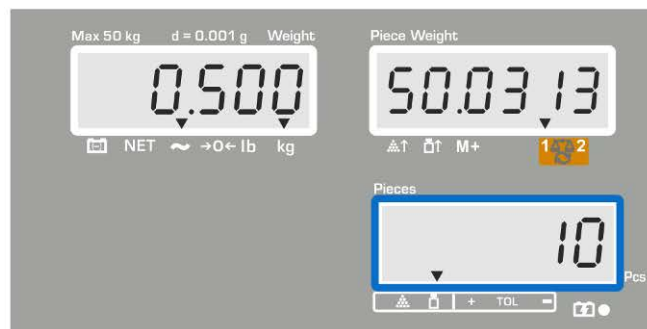 Max 50 kg d = 0.001 g Weight
0.500
NET →0← lb kg
Piece Weight
50.0313
M+ 1 2
Pieces
10
Pcs
+ TOL -